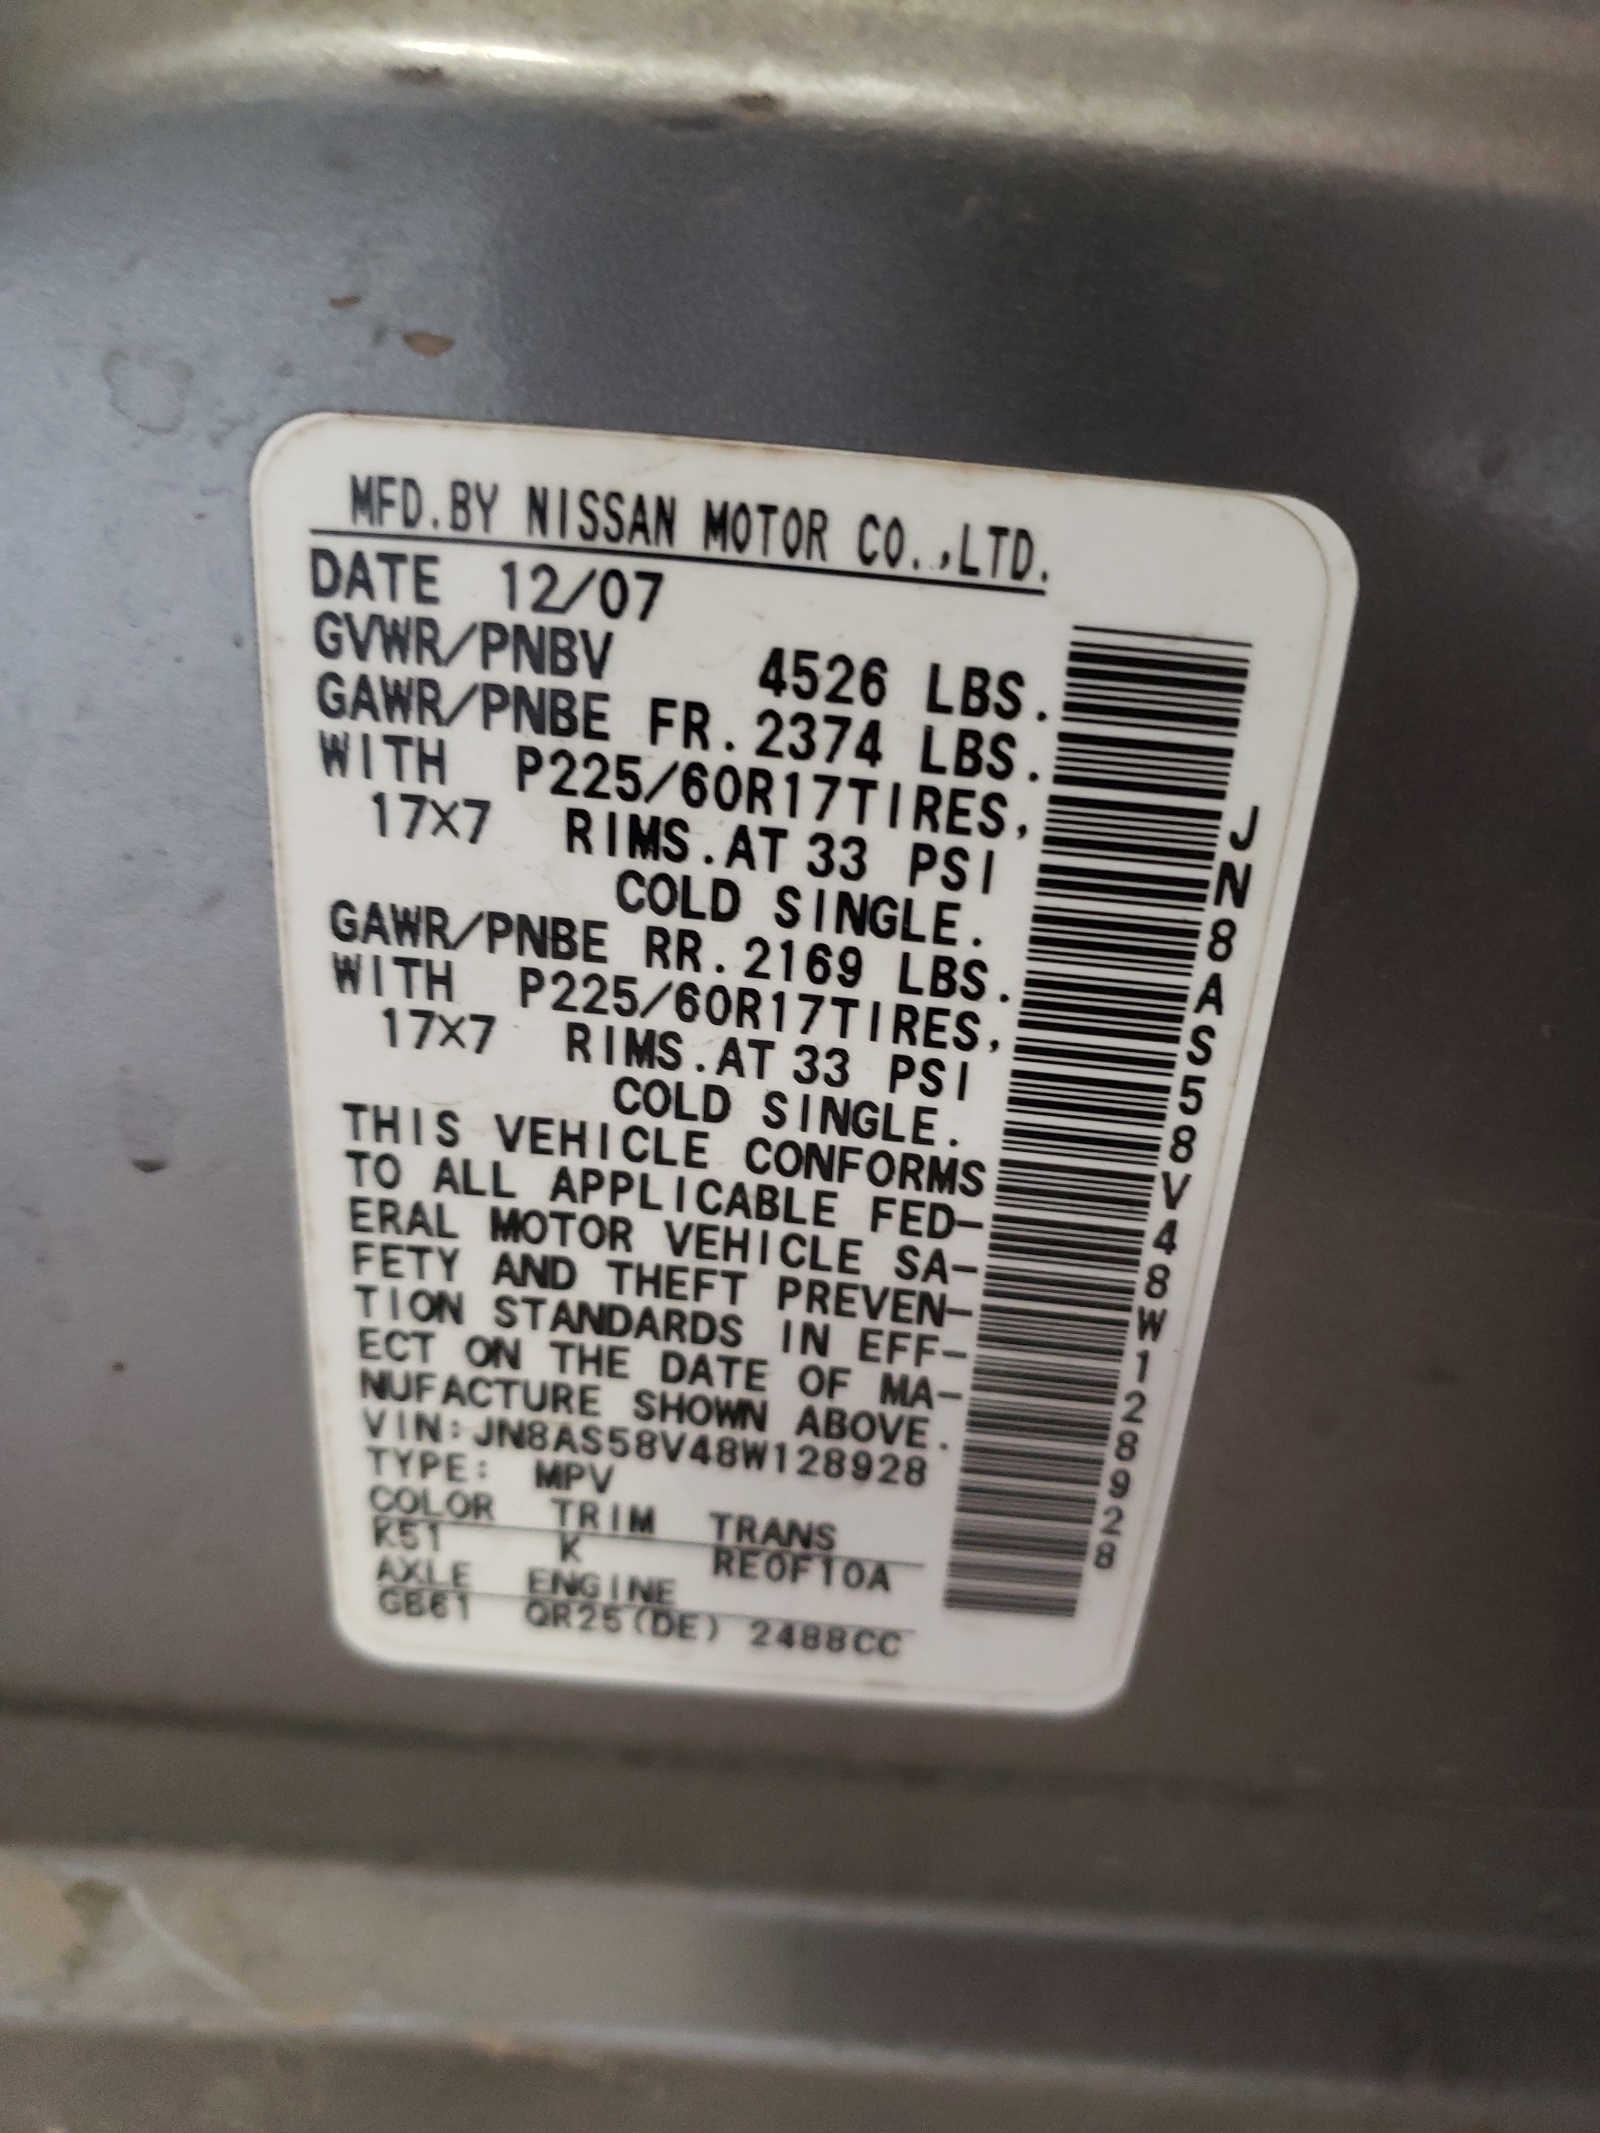 MFD.BY NISSAN MOTOR CO.,LTD.
DATE 12/07
GVWR/PNBV 4526 LBS.
GAWR/PNBE FR.2374 LBS.
WITH P225/60R17TIRES,
17X7 RIMS.AT 33 PSI
COLD SINGLE.
GAWR/PNBE RR.2169 LBS.
WITH P225/60R17TIRES,
17X7 RIMS.AT 33 PSI
COLD SINGLE.
THIS VEHICLE CONFORMS
TO ALL APPLICABLE FED-
ERAL MOTOR VEHICLE SA-
FETY AND THEFT PREVEN-
TION STANDARDS IN EFF-
ECT ON THE DATE OF MA-
NUFACTURE SHOWN ABOVE.
VIN:JN8AS58V48W128928
TYPE: MPV
COLOR TRIM TRANS
K51 K RE0F10A
AXLE ENGINE
GB61 QR25(DE) 2488CC
JN8AS58V48W128928